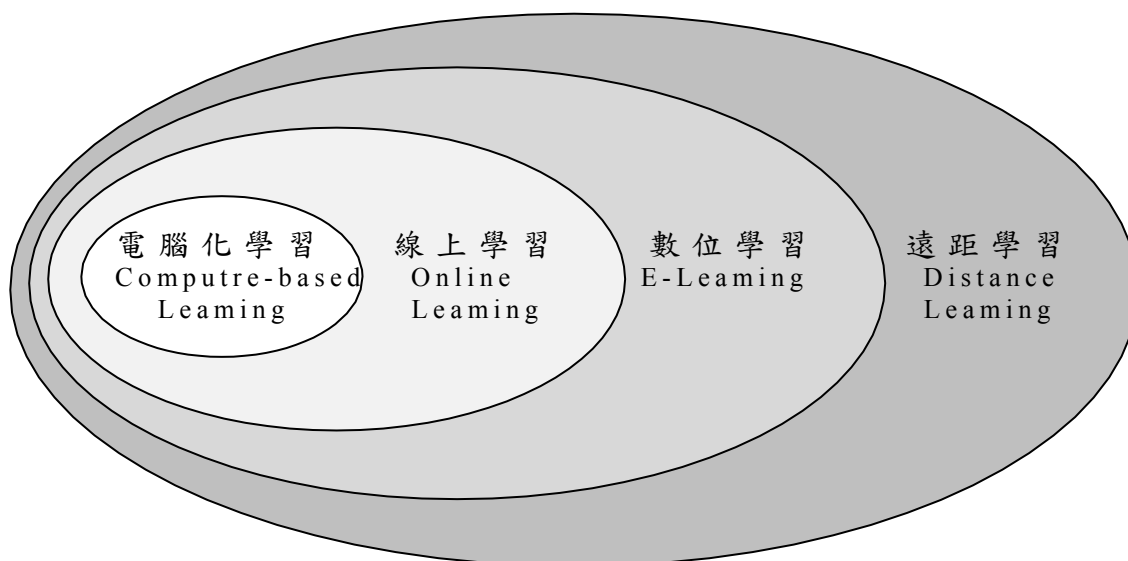 電腦化學習
Computre-based
Leaming
線上學習
Online
Leaming
數位學習
E-Leaming
遠距學習
Distance
Leaming